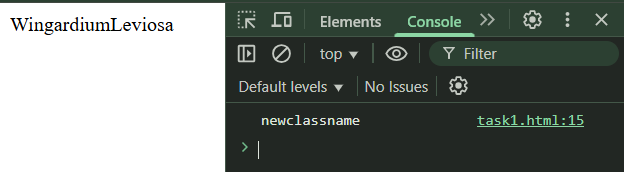 WingardiumLeviosa
Elements Console
top Filter
Default levels No Issues
newclassname task1.html:15